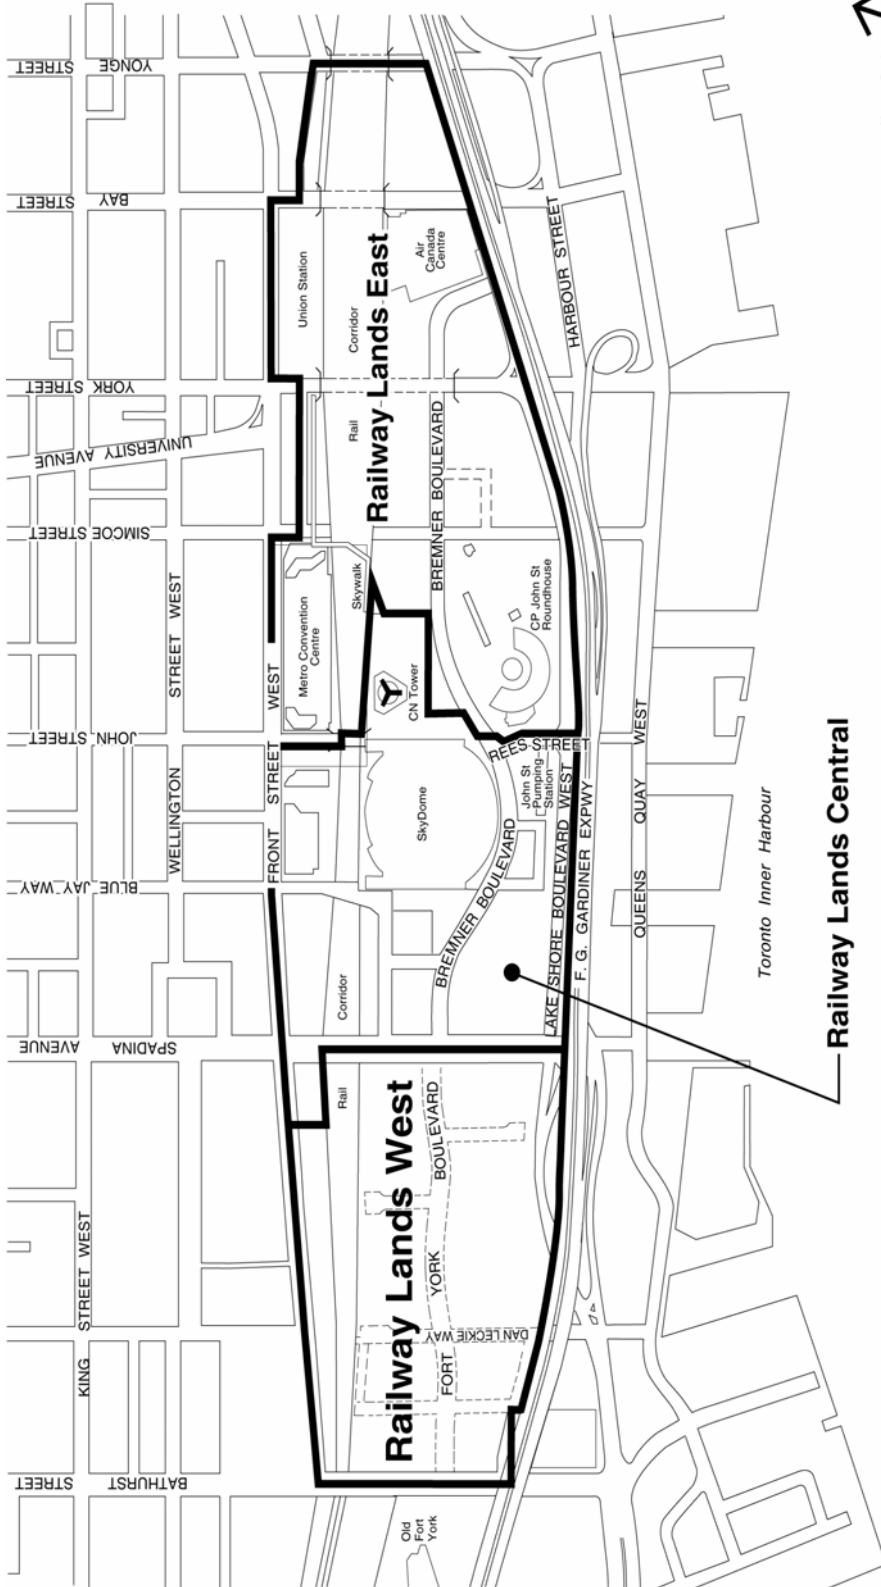 YONGE STREET
BAY STREET
YORK STREET
UNIVERSITY AVENUE
SIMCOE STREET
JOHN STREET
BLUE JAY WAY
SPADINA AVENUE
BATHURST STREET
KING STREET WEST
WELLINGTON STREET WEST
FRONT STREET WEST
Union Station
Air
Canada
Centre
Rail Corridor
Railway Lands East
BREMNER BOULEVARD
HARBOUR STREET
Metro Convention
Centre
Skywalk
CN Tower
CP John St
Roundhouse
SkyDome
REES STREET
John St
Pumping
Station
BREMNER BOULEVARD
LAKE SHORE BOULEVARD WEST
F. G. GARDINER EXPWY
QUEENS QUAY WEST
Toronto Inner Harbour
Railway Lands Central
Rail Corridor
Railway Lands West
FORT YORK BOULEVARD
DAN LECKIE WAY
Old
Fort
York